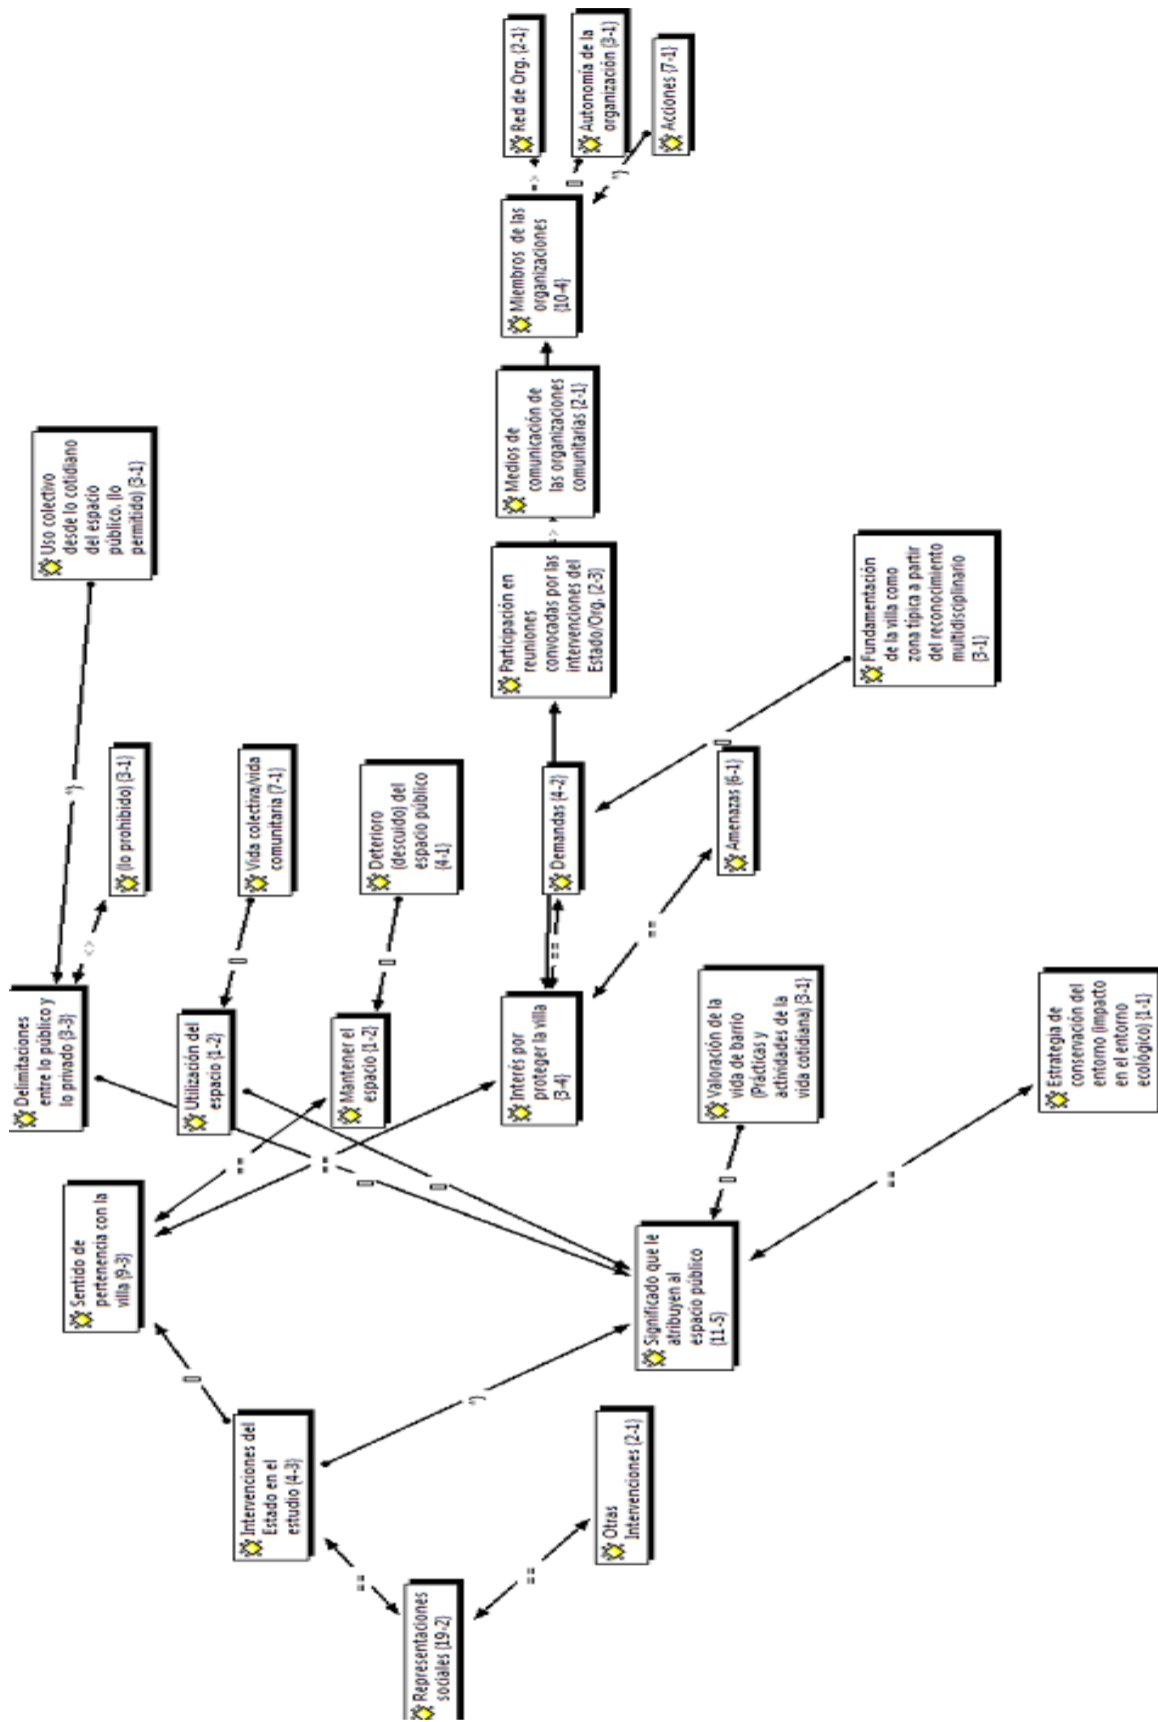 Representaciones
sociales {19-2}
==
==
Intervenciones del
Estado en el
estudio {4-3}
Otras
Intervenciones {2-1}
[]
*}
Sentido de
pertenencia con la
villa {9-3}
Significado que le
atribuyen al
espacio público
{11-5}
==
==
[]
[]
[]
==
Delimitaciones
entre lo público y
lo privado {3-3}
Utilización del
espacio {1-2}
Mantener el
espacio {1-2}
Interés por
proteger la villa
{3-4}
Valoración de la
vida de barrio
(Prácticas y
actividades de la
vida cotidiana) {3-1}
Estrategia de
conservación del
entorno (impacto
en el entorno
ecológico) {1-1}
<>
[]
[]
==
==
*}
(lo prohibido) {3-1}
Vida colectiva/vida
comunitaria {7-1}
Deterioro
(descuido) del
espacio público
{4-1}
Demandas {4-2}
Amenazas {6-1}
[]
Uso colectivo
desde lo cotidiano
del espacio
público. (lo
permitido) {3-1}
Participación en
reuniones
convocadas por las
intervenciones del
Estado/Org. {2-3}
Fundamentación
de la villa como
zona típica a partir
del reconocimiento
multidisciplinario
{3-1}
Medios de
comunicación de
las organizaciones
comunitarias {2-1}
Miembros de las
organizaciones
{10-4}
=>
[]
*}
Red de Org. {2-1}
Autonomía de la
organización {3-1}
Acciones {7-1}